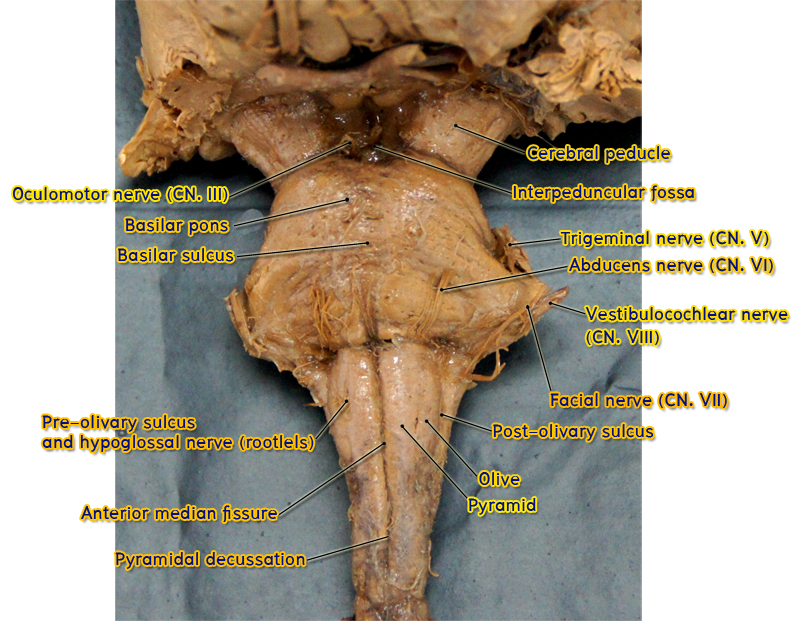 Cerebral peducle
Oculomotor nerve (CN. III)
Interpeduncular fossa
Basilar pons
Trigeminal nerve (CN. V)
Basilar sulcus
Abducens nerve (CN. VI)
Vestibulocochlear nerve
(CN. VIII)
Facial nerve (CN. VII)
Pre-olivary sulcus
and hypoglossal nerve (rootlels)
Post-olivary sulcus
Olive
Pyramid
Anterior median fissure
Pyramidal decussation